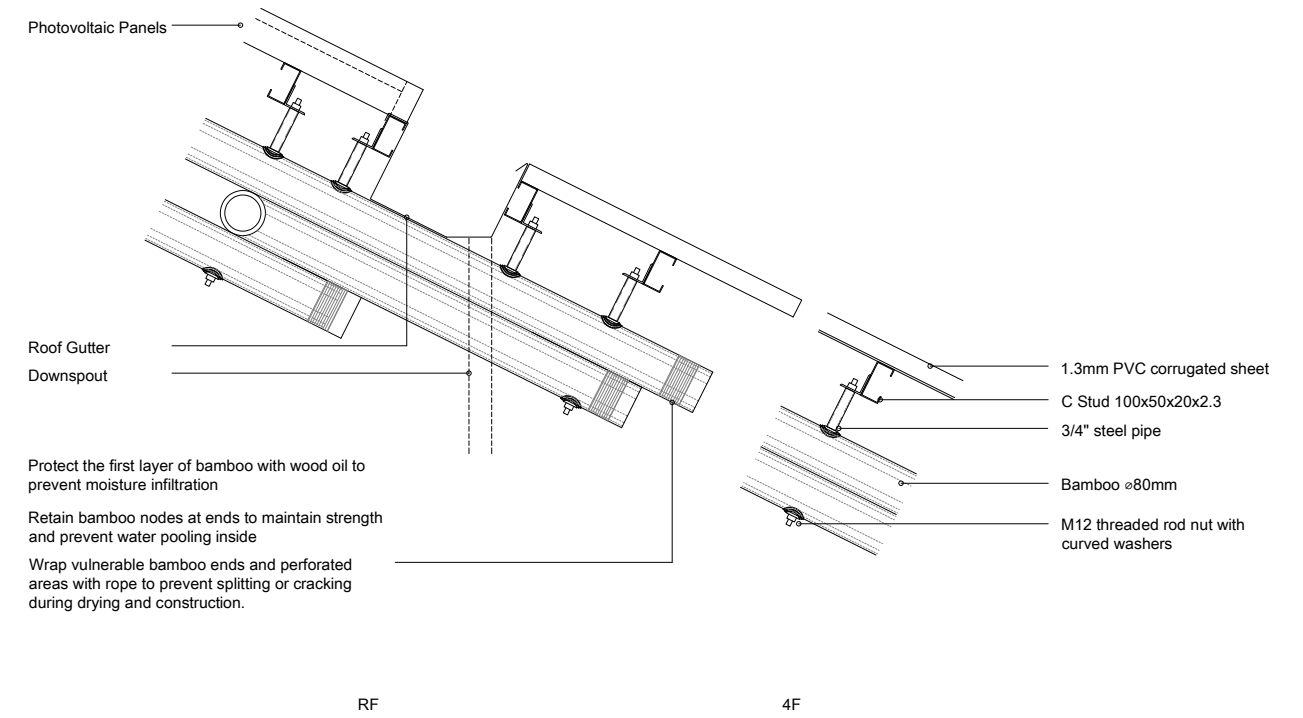 Photovoltaic Panels
Roof Gutter
Downspout
Protect the first layer of bamboo with wood oil to
prevent moisture infiltration
Retain bamboo nodes at ends to maintain strength
and prevent water pooling inside
Wrap vulnerable bamboo ends and perforated
areas with rope to prevent splitting or cracking
during drying and construction.
1.3mm PVC corrugated sheet
C Stud 100x50x20x2.3
3/4" steel pipe
Bamboo ⌀80mm
M12 threaded rod nut with
curved washers
RF
4F